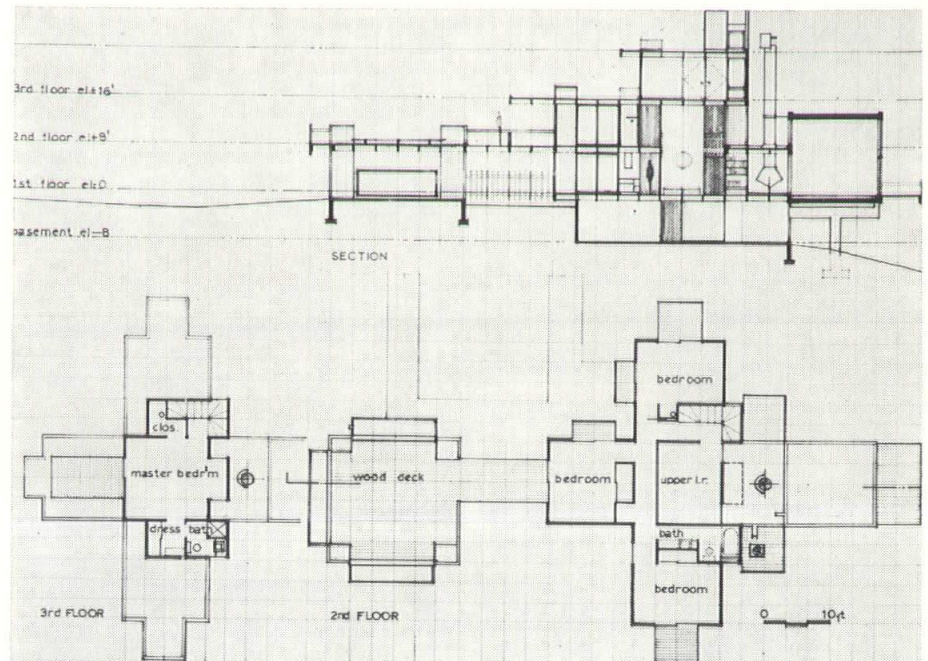 3rd floor el+16'
2nd floor el+8'
1st floor el±0
basement el-8
SECTION
bedroom
clos.
master bedr'm
wood deck
bedroom
upper l.r.
dress
bath
bath
bedroom
3rd FLOOR
2nd FLOOR
0 10ft